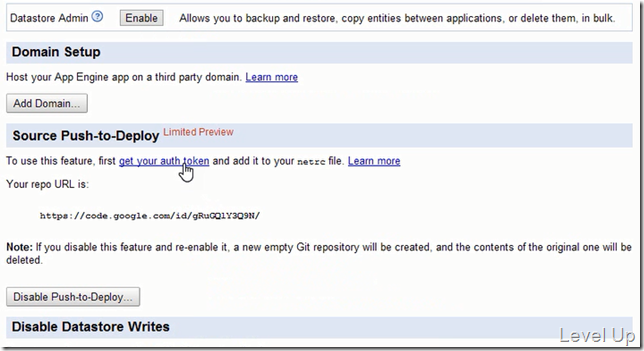 Datastore Admin ? Enable Allows you to backup and restore, copy entities between applications, or delete them, in bulk.
Domain Setup
Host your App Engine app on a third party domain. Learn more
Add Domain...
Source Push-to-Deploy Limited Preview
To use this feature, first get your auth token and add it to your netrc file. Learn more
Your repo URL is:
https://code.google.com/id/gRuGQlY3Q9N/
Note: If you disable this feature and re-enable it, a new empty Git repository will be created, and the contents of the original one will be
deleted.
Disable Push-to-Deploy...
Disable Datastore Writes
Level Up